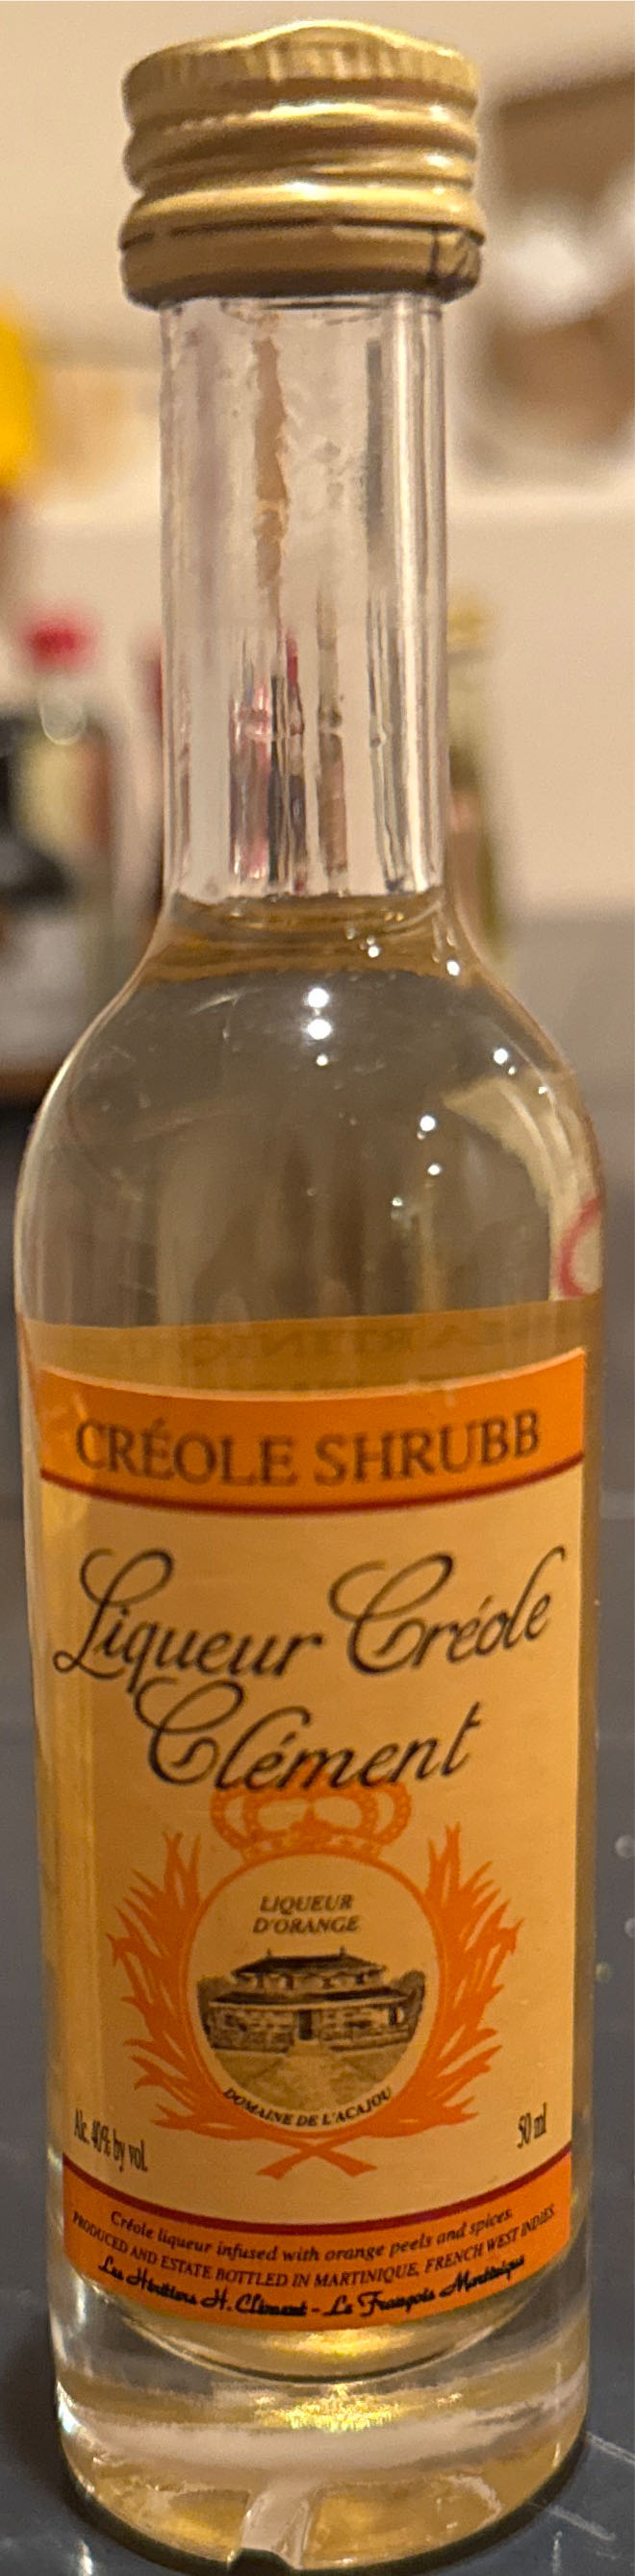 CRÉOLE SHRUBB
Liqueur Créole
Clément
LIQUEUR
D'ORANGE
DOMAINE DE L'ACAJOU
Alc. 40% by vol.
50 ml
Créole liqueur infused with orange peels and spices.
PRODUCED AND ESTATE BOTTLED IN MARTINIQUE, FRENCH WEST INDIES.
Les Héritiers H. Clément - Le François Martinique